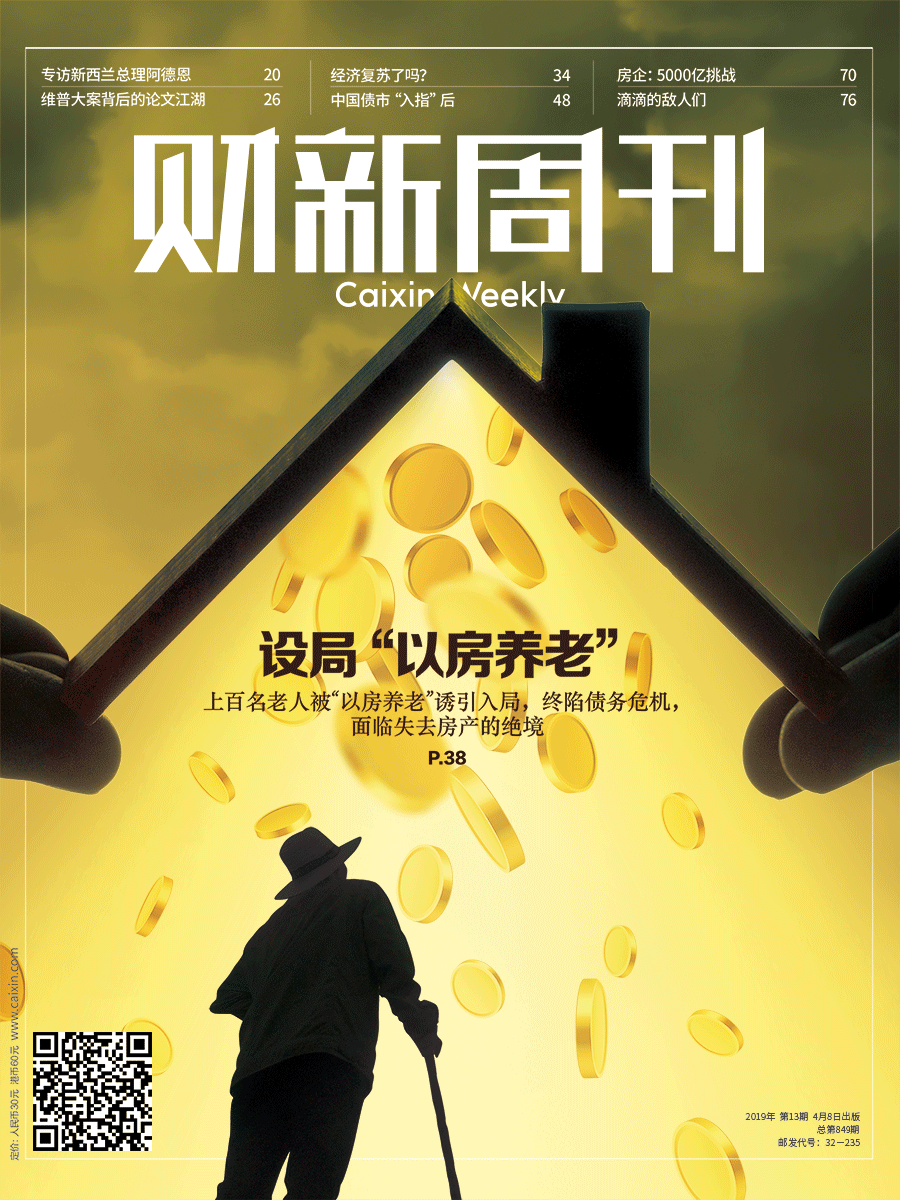 专访新西兰总理阿德恩 20
维普大案背后的论文江湖 26
经济复苏了吗？ 34
中国债市“入指”后 48
房企：5000亿挑战 70
滴滴的敌人们 76
财新周刊
Caixin Weekly
设局“以房养老”
上百名老人被“以房养老”诱引入局，终陷债务危机，
面临失去房产的绝境
P.38
定价：人民币30元 港币60元 www.caixin.com
2019年 第13期 4月8日出版
总第849期
邮发代号：32－235